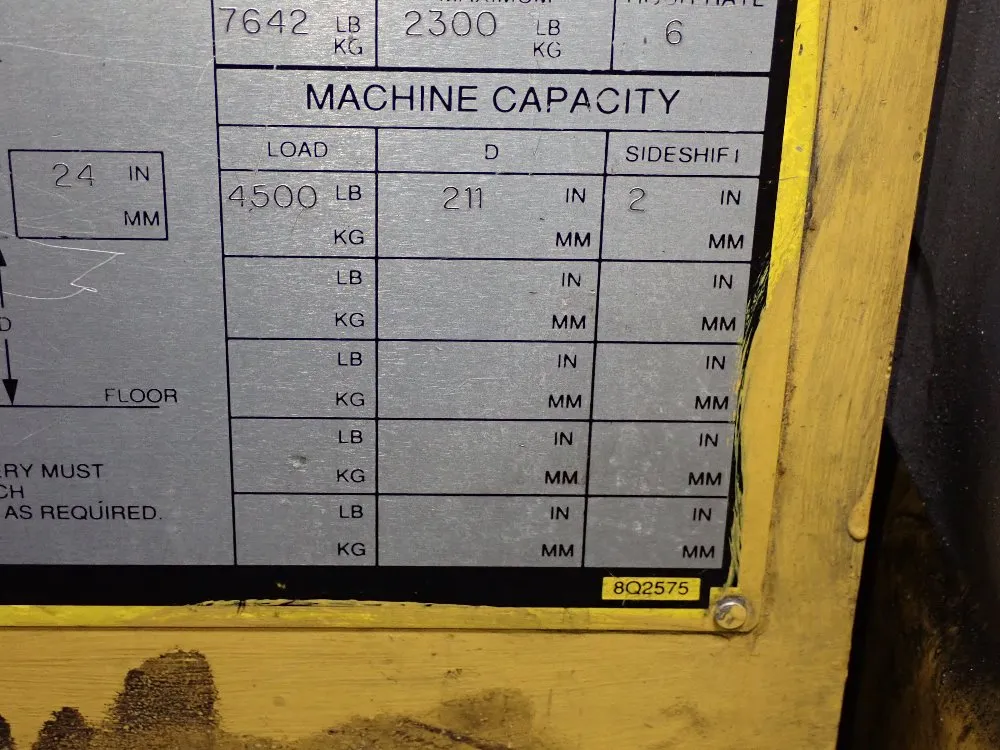 7642 LB 2300 LB 6
KG KG
MACHINE CAPACITY
LOAD D SIDESHIFT
24 IN
MM
4500 LB 211 IN 2 IN
KG MM MM
LB IN IN
KG MM MM
D
LB IN IN
KG MM MM
FLOOR
LB IN IN
KG MM MM
ERY MUST
CH
AS REQUIRED.
LB IN IN
KG MM MM
8Q2575